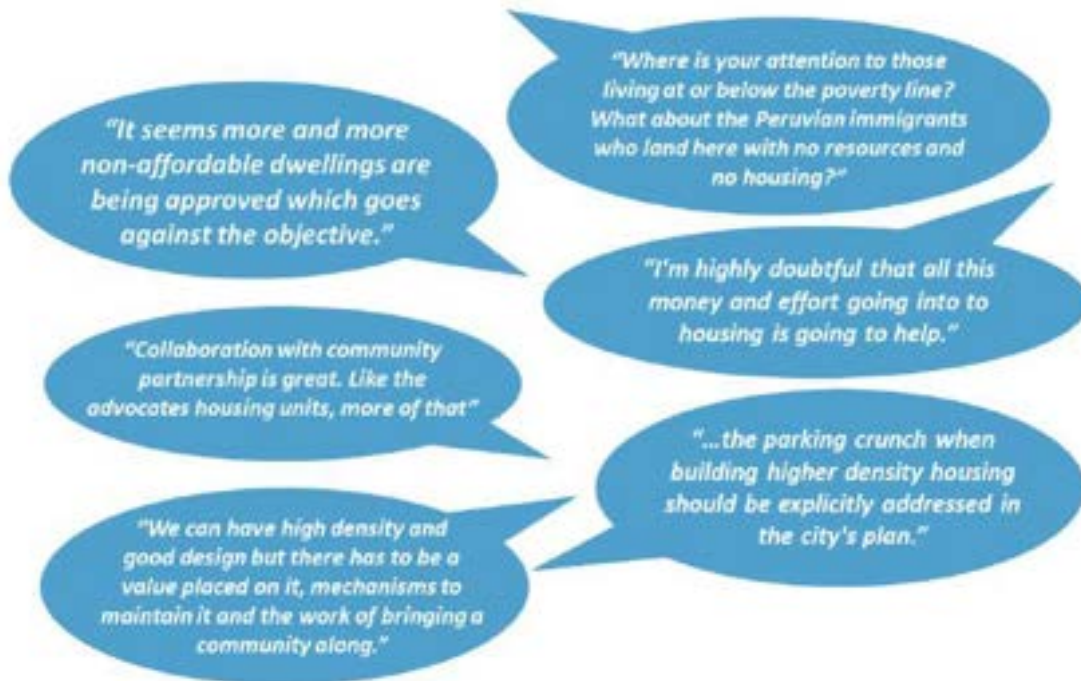 "Where is your attention to those
living at or below the poverty line?
What about the Peruvian immigrants
who land here with no resources and
no housing?"
"It seems more and more
non-affordable dwellings are
being approved which goes
against the objective."
"I'm highly doubtful that all this
money and effort going into to
housing is going to help."
"Collaboration with community
partnership is great. Like the
advocates housing units, more of that"
"...the parking crunch when
building higher density housing
should be explicitly addressed in
the city's plan."
"We can have high density and
good design but there has to be a
value placed on it, mechanisms to
maintain it and the work of bringing a
community along."